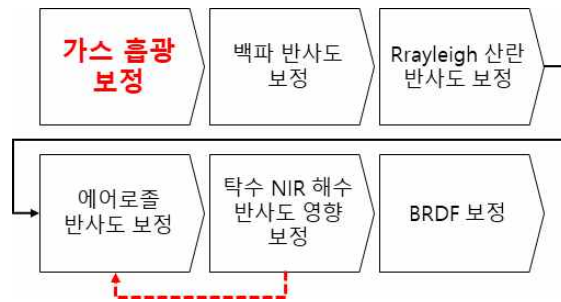 가스 흡광
보정
백파 반사도
보정
Rrayleigh 산란
반사도 보정
에어로졸
반사도 보정
탁수 NIR 해수
반사도 영향
보정
BRDF 보정